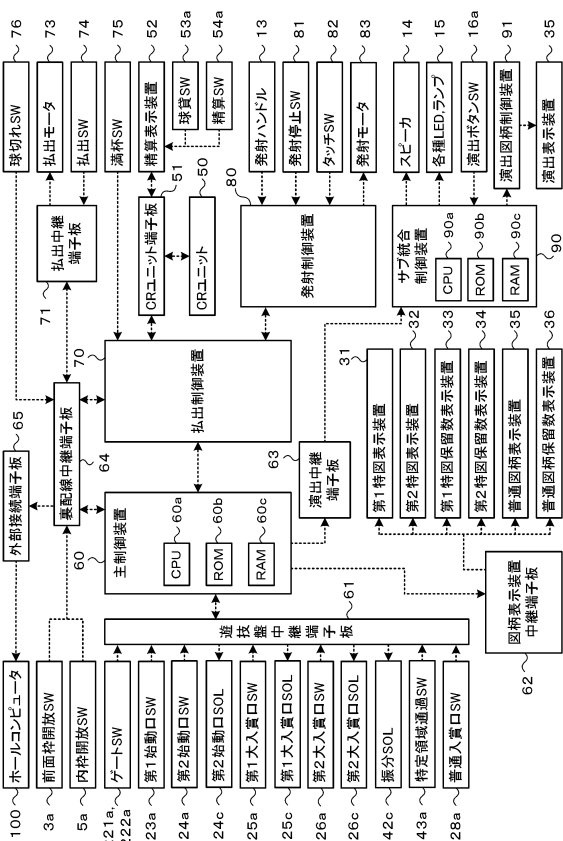 100
ホールコンピュータ
3a
前面枠開放SW
5a
内枠開放SW
221a,
222a
ゲートSW
23a
第1始動口SW
24a
第2始動口SW
24c
第2始動口SOL
25a
第1大入賞口SW
25c
第1大入賞口SOL
26a
第2大入賞口SW
26c
第2大入賞口SOL
42c
振分SOL
43a
特定領域通過SW
28a
普通入賞口SW
遊技盤中継端子板
61
外部接続端子板
65
裏配線中継端子板
64
主制御装置
60
CPU
60a
ROM
60b
RAM
60c
演出中継
端子板
63
図柄表示装置
中継端子板
62
払出制御装置
70
払出中継
端子板
71
CRユニット端子板
51
CRユニット
50
発射制御装置
80
第1特図表示装置
31
第2特図表示装置
32
第1特図保留数表示装置
33
第2特図保留数表示装置
34
普通図柄表示装置
35
普通図柄保留数表示装置
36
サブ統合
制御装置
90
CPU
90a
ROM
90b
RAM
90c
球切れSW
76
払出モータ
73
払出SW
74
満杯SW
75
精算表示装置
52
球貸SW
53a
精算SW
54a
発射ハンドル
13
発射停止SW
81
タッチSW
82
発射モータ
83
スピーカ
14
各種LED,ランプ
15
演出ボタンSW
16a
演出図柄制御装置
91
演出表示装置
35